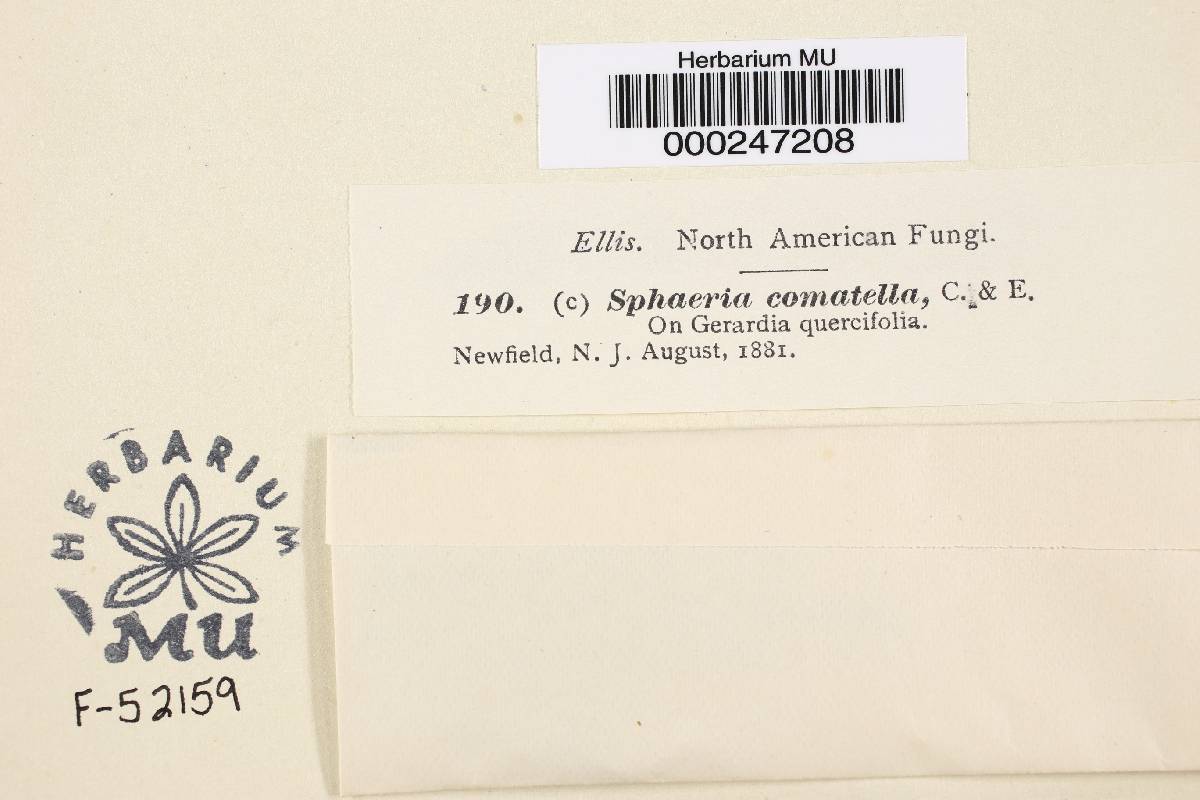 Herbarium MU
000247208
Ellis. North American Fungi.
190. (c) Sphaeria comatella, C. & E.
On Gerardia quercifolia.
Newfield, N. J. August, 1881.
HERBARIUM
MU
F-52159